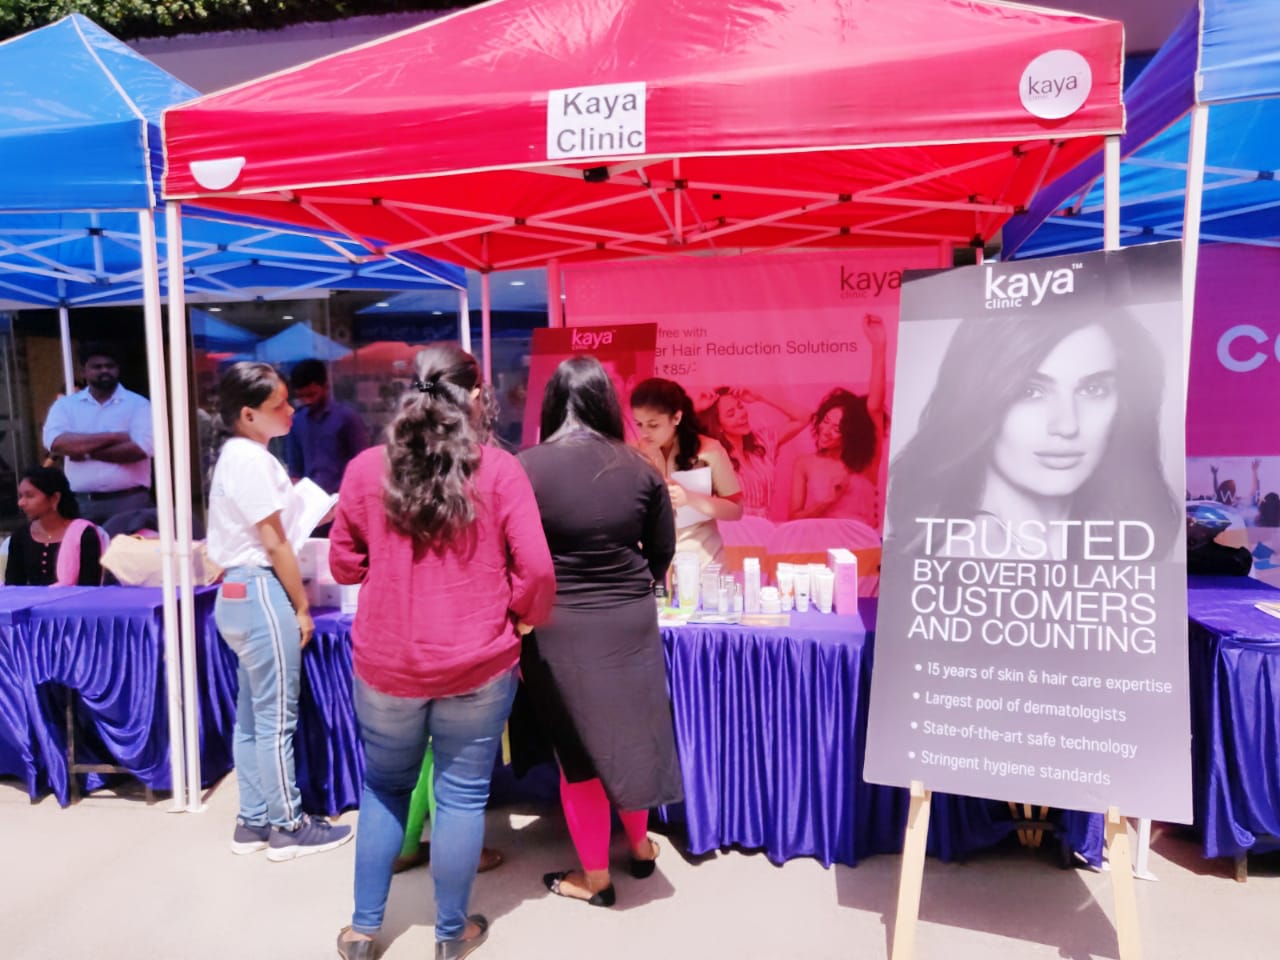 Kaya
Clinic
kaya
clinic
kaya
clinic
free with
er Hair Reduction Solutions
t ₹85/-
kaya
kaya™
clinic
TRUSTED
BY OVER 10 LAKH
CUSTOMERS
AND COUNTING
• 15 years of skin & hair care expertise
• Largest pool of dermatologists
• State-of-the-art safe technology
• Stringent hygiene standards